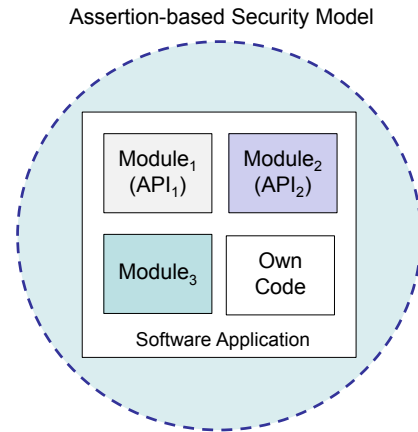 Assertion-based Security Model
Module₁
(API₁)
Module₂
(API₂)
Module₃
Own
Code
Software Application